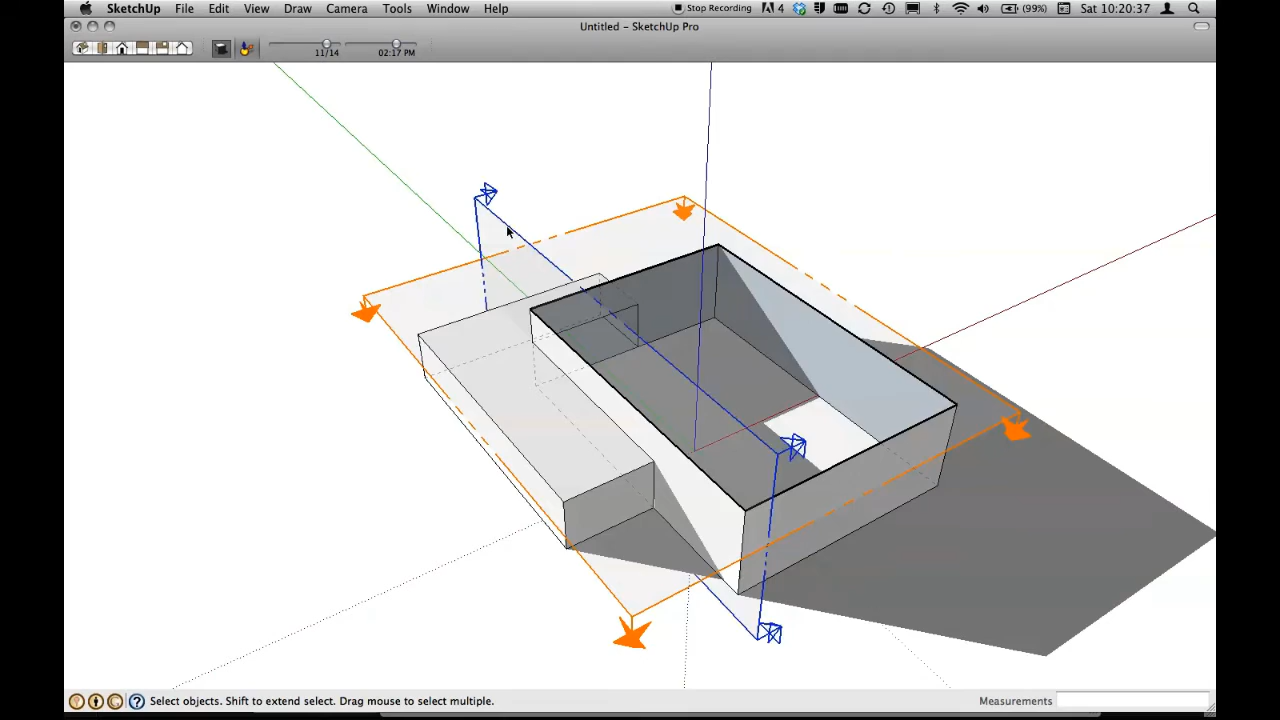 SketchUp File Edit View Draw Camera Tools Window Help Stop Recording 4 (99%) Sat 10:20:37
Untitled - SketchUp Pro
11/14 02:17 PM
Select objects. Shift to extend select. Drag mouse to select multiple. Measurements